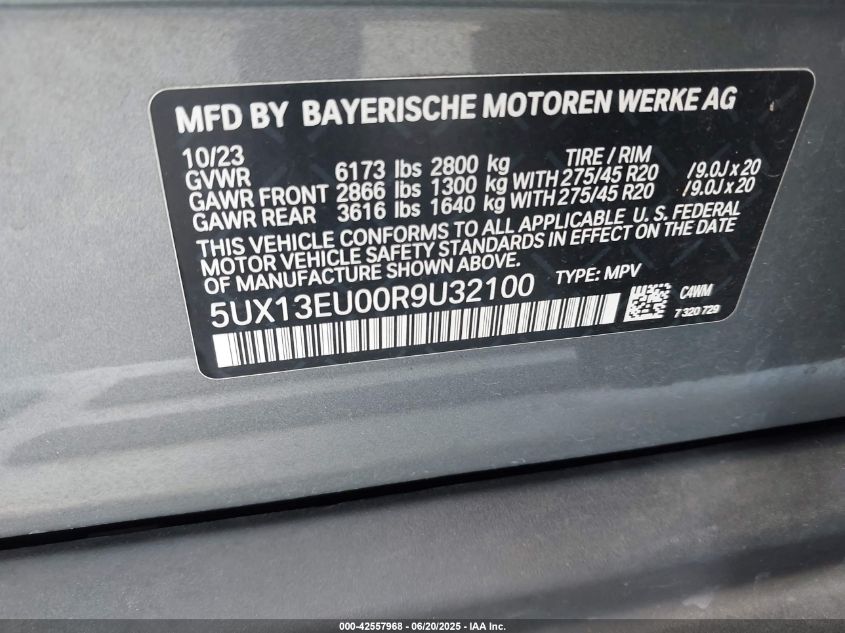 MFD BY BAYERISCHE MOTOREN WERKE AG
10/23 TIRE / RIM
GVWR 6173 lbs 2800 kg
GAWR FRONT 2866 lbs 1300 kg WITH 275/45 R20 /9.0J x 20
GAWR REAR 3616 lbs 1640 kg WITH 275/45 R20 /9.0J x 20
THIS VEHICLE CONFORMS TO ALL APPLICABLE U. S. FEDERAL
MOTOR VEHICLE SAFETY STANDARDS IN EFFECT ON THE DATE
OF MANUFACTURE SHOWN ABOVE. TYPE: MPV
5UX13EU00R9U32100 C4WM
7 320 729
000-42557968 - 06/20/2025 - IAA Inc.